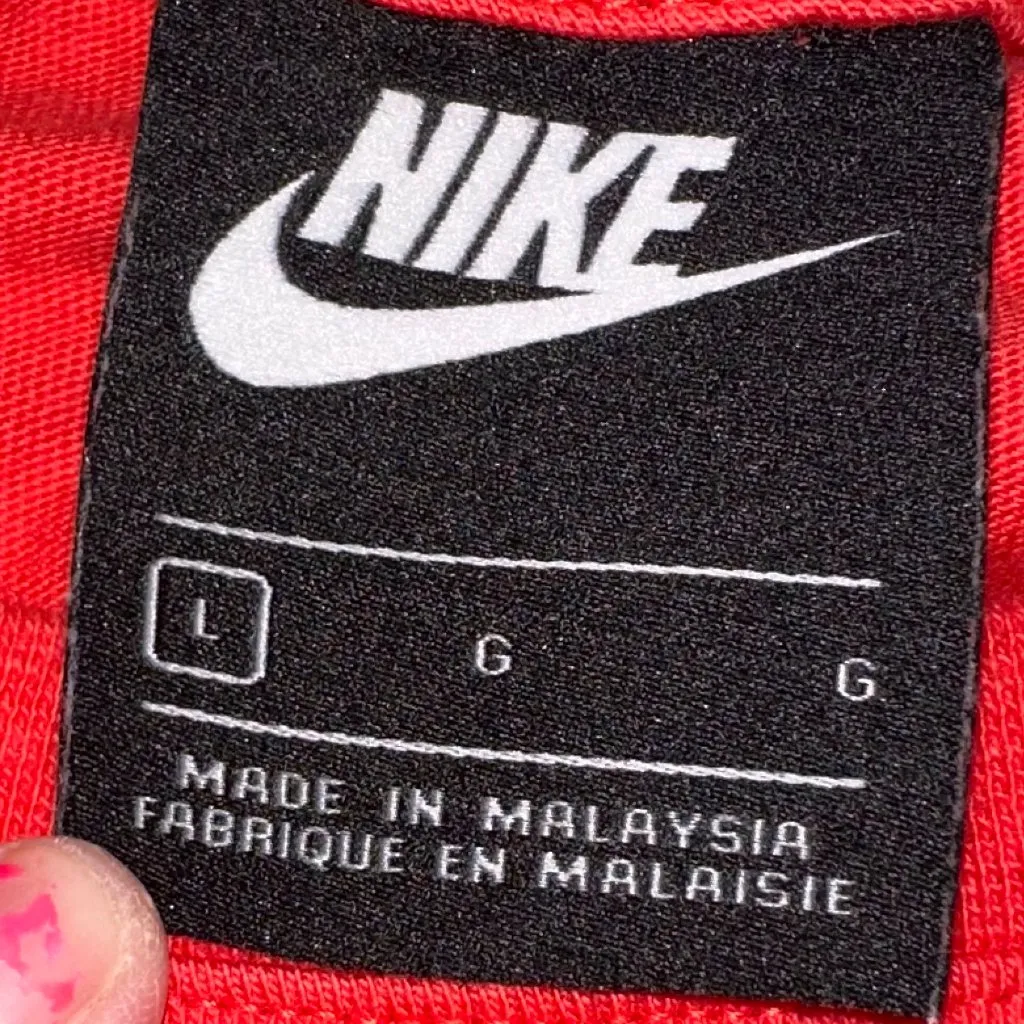 NIKE
L G G
MADE IN MALAYSIA
FABRIQUE EN MALAISIE